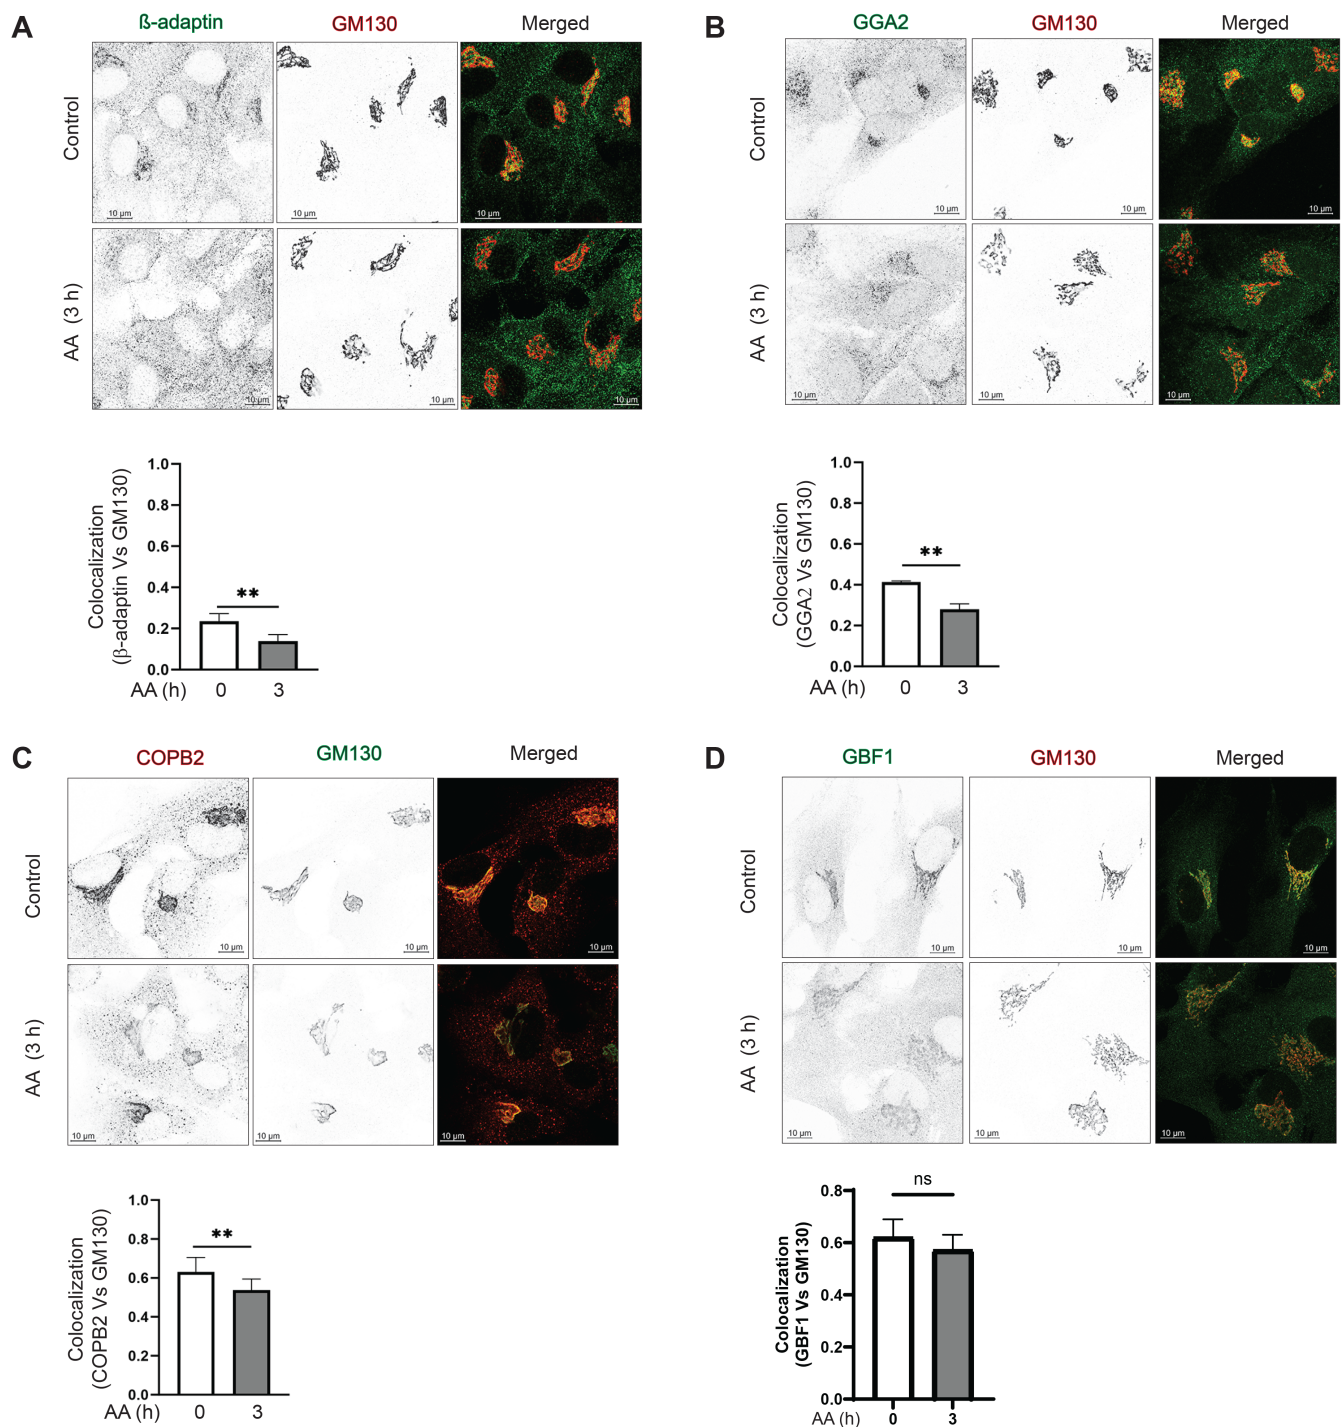 A
ß-adaptin
GM130
Merged
Control
10 µm
10 µm
10 µm
AA (3 h)
10 µm
10 µm
10 µm
Colocalization
(β-adaptin Vs GM130)
1.0
0.8
0.6
0.4
0.2
0.0
**
AA (h)
0
3
B
GGA2
GM130
Merged
Control
10 µm
10 µm
10 µm
AA (3 h)
10 µm
10 µm
10 µm
Colocalization
(GGA2 Vs GM130)
1.0
0.8
0.6
0.4
0.2
0.0
**
AA (h)
0
3
C
COPB2
GM130
Merged
Control
10 µm
10 µm
10 µm
AA (3 h)
10 µm
10 µm
10 µm
Colocalization
(COPB2 Vs GM130)
1.0
0.8
0.6
0.4
0.2
0.0
**
AA (h)
0
3
D
GBF1
GM130
Merged
Control
10 µm
10 µm
10 µm
AA (3 h)
10 µm
10 µm
10 µm
Colocalization
(GBF1 Vs GM130)
0.8
0.6
0.4
0.2
0.0
ns
AA (h)
0
3